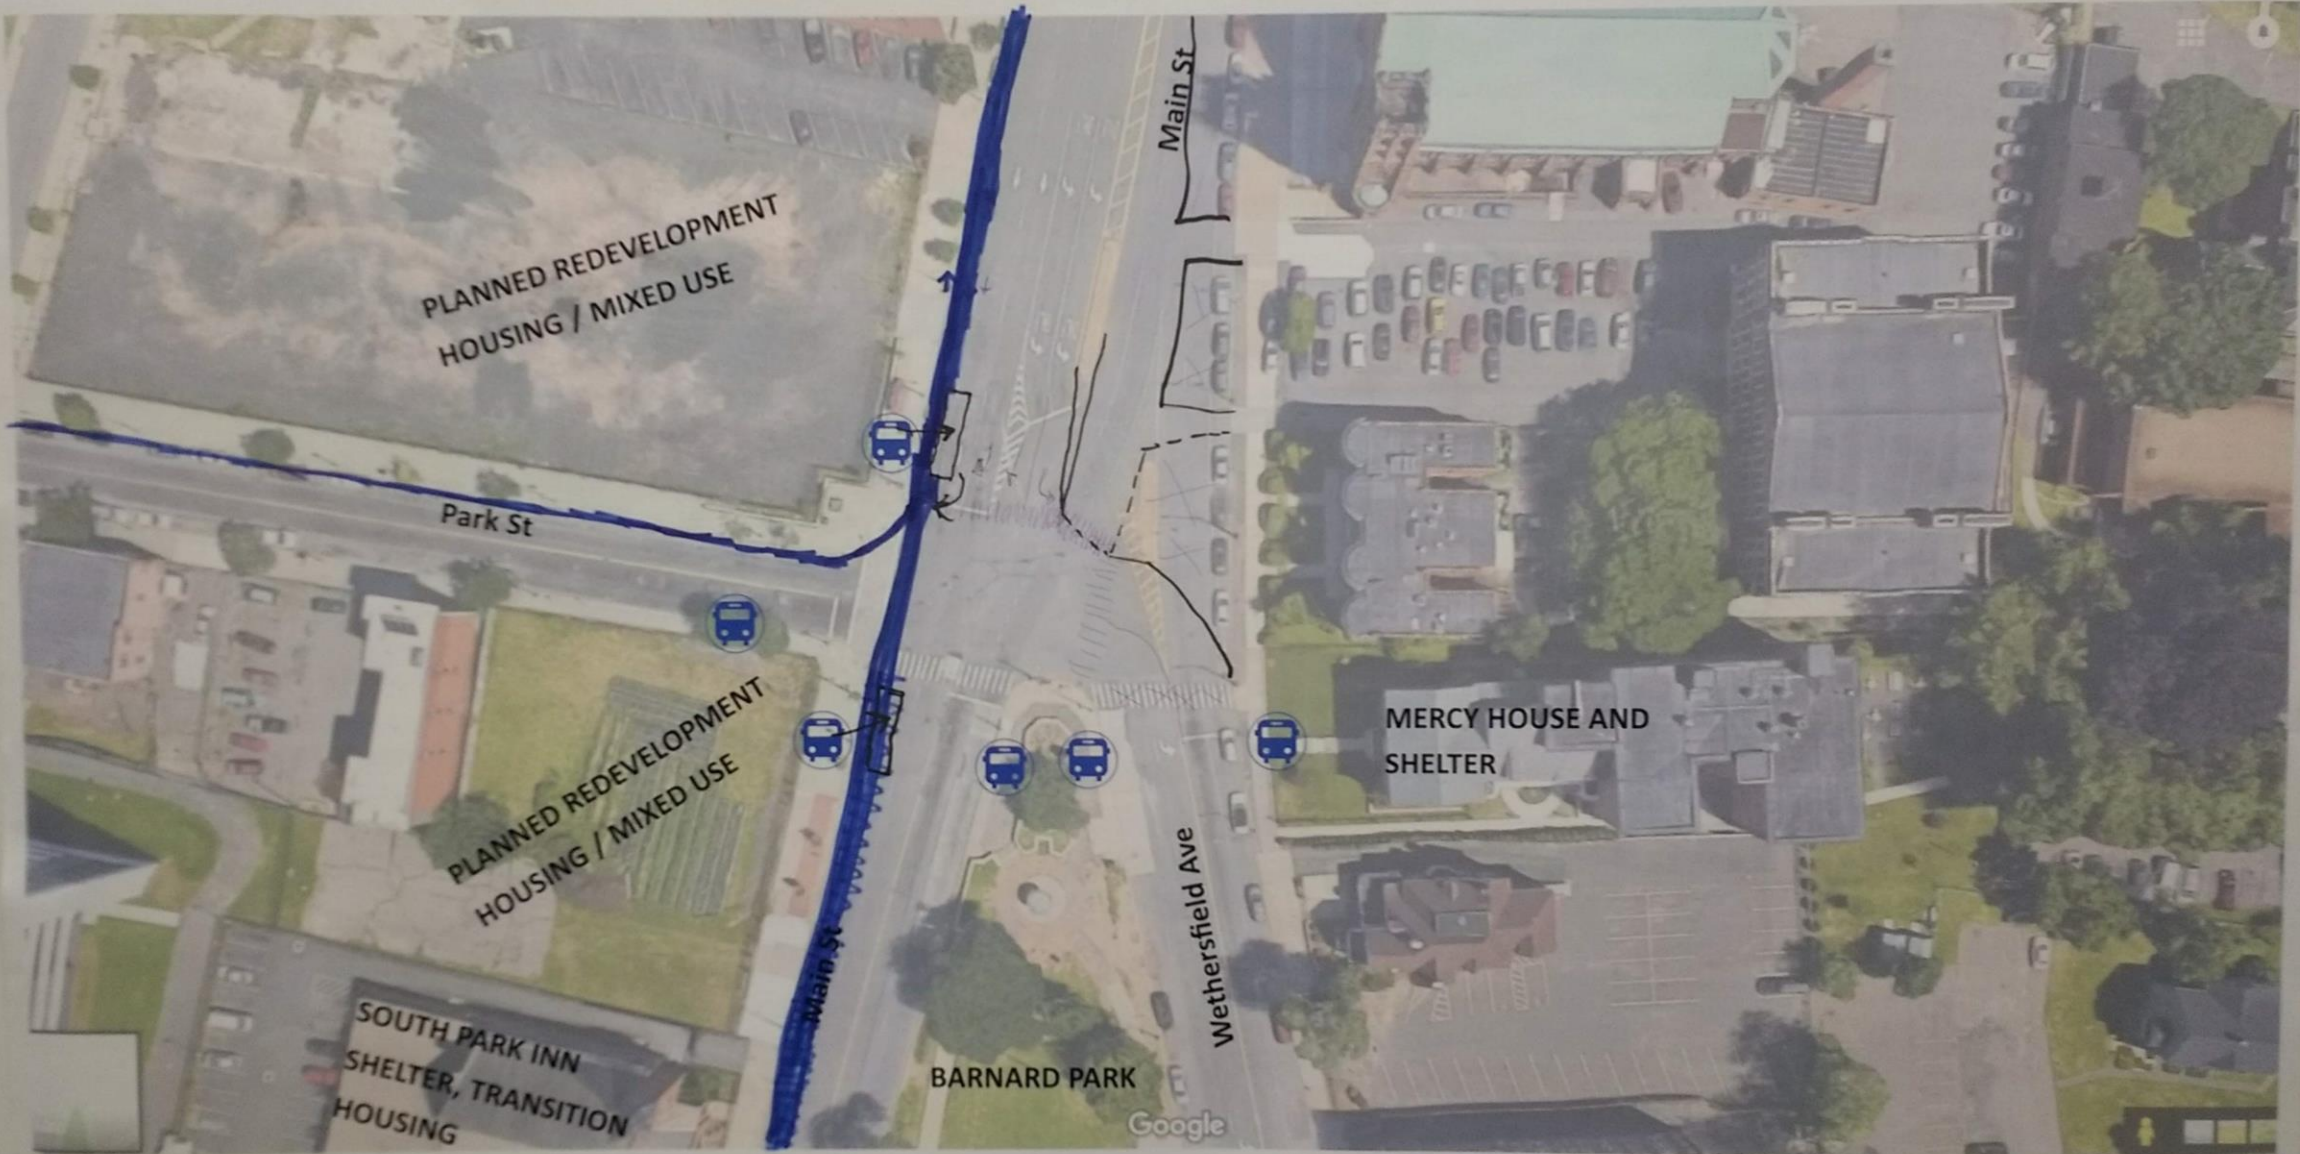 Main St
PLANNED REDEVELOPMENT
HOUSING / MIXED USE
Park St
PLANNED REDEVELOPMENT
HOUSING / MIXED USE
MERCY HOUSE AND
SHELTER
Main St
Wethersfield Ave
SOUTH PARK INN
SHELTER, TRANSITION
HOUSING
BARNARD PARK
Google